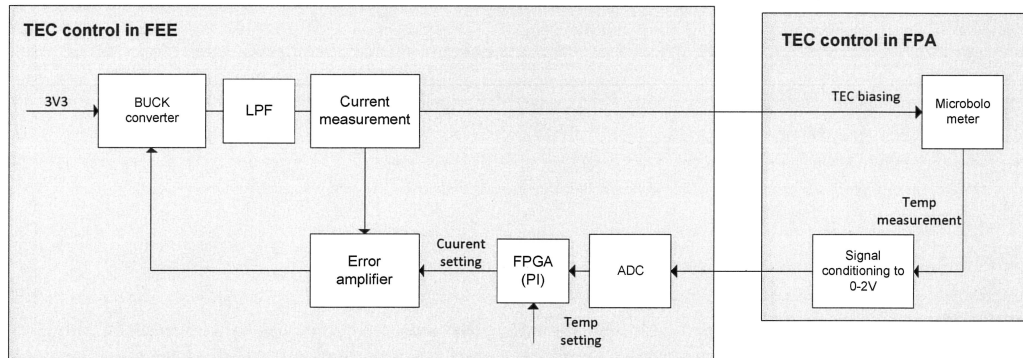 TEC control in FEE
TEC control in FPA
3V3
BUCK
converter
LPF
Current
measurement
TEC biasing
Microbolo
meter
Temp
measurement
Error
amplifier
Cuurent
setting
FPGA
(PI)
ADC
Signal
conditioning to
0-2V
Temp
setting